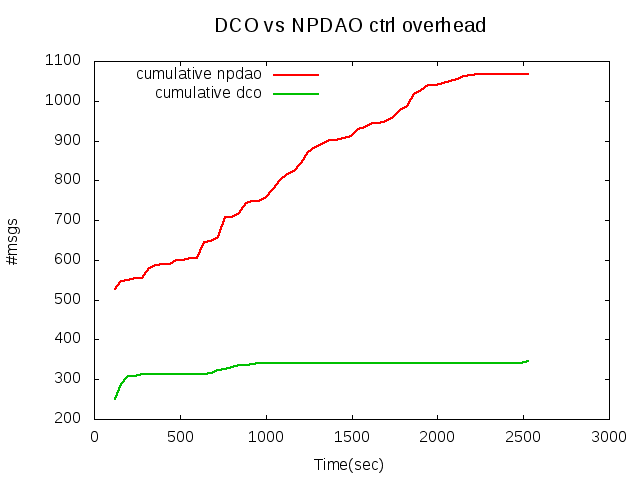 DCO vs NPDAO ctrl overhead
cumulative npdao
cumulative dco
#msgs
1100
1000
900
800
700
600
500
400
300
200
0 500 1000 1500 2000 2500 3000
Time(sec)